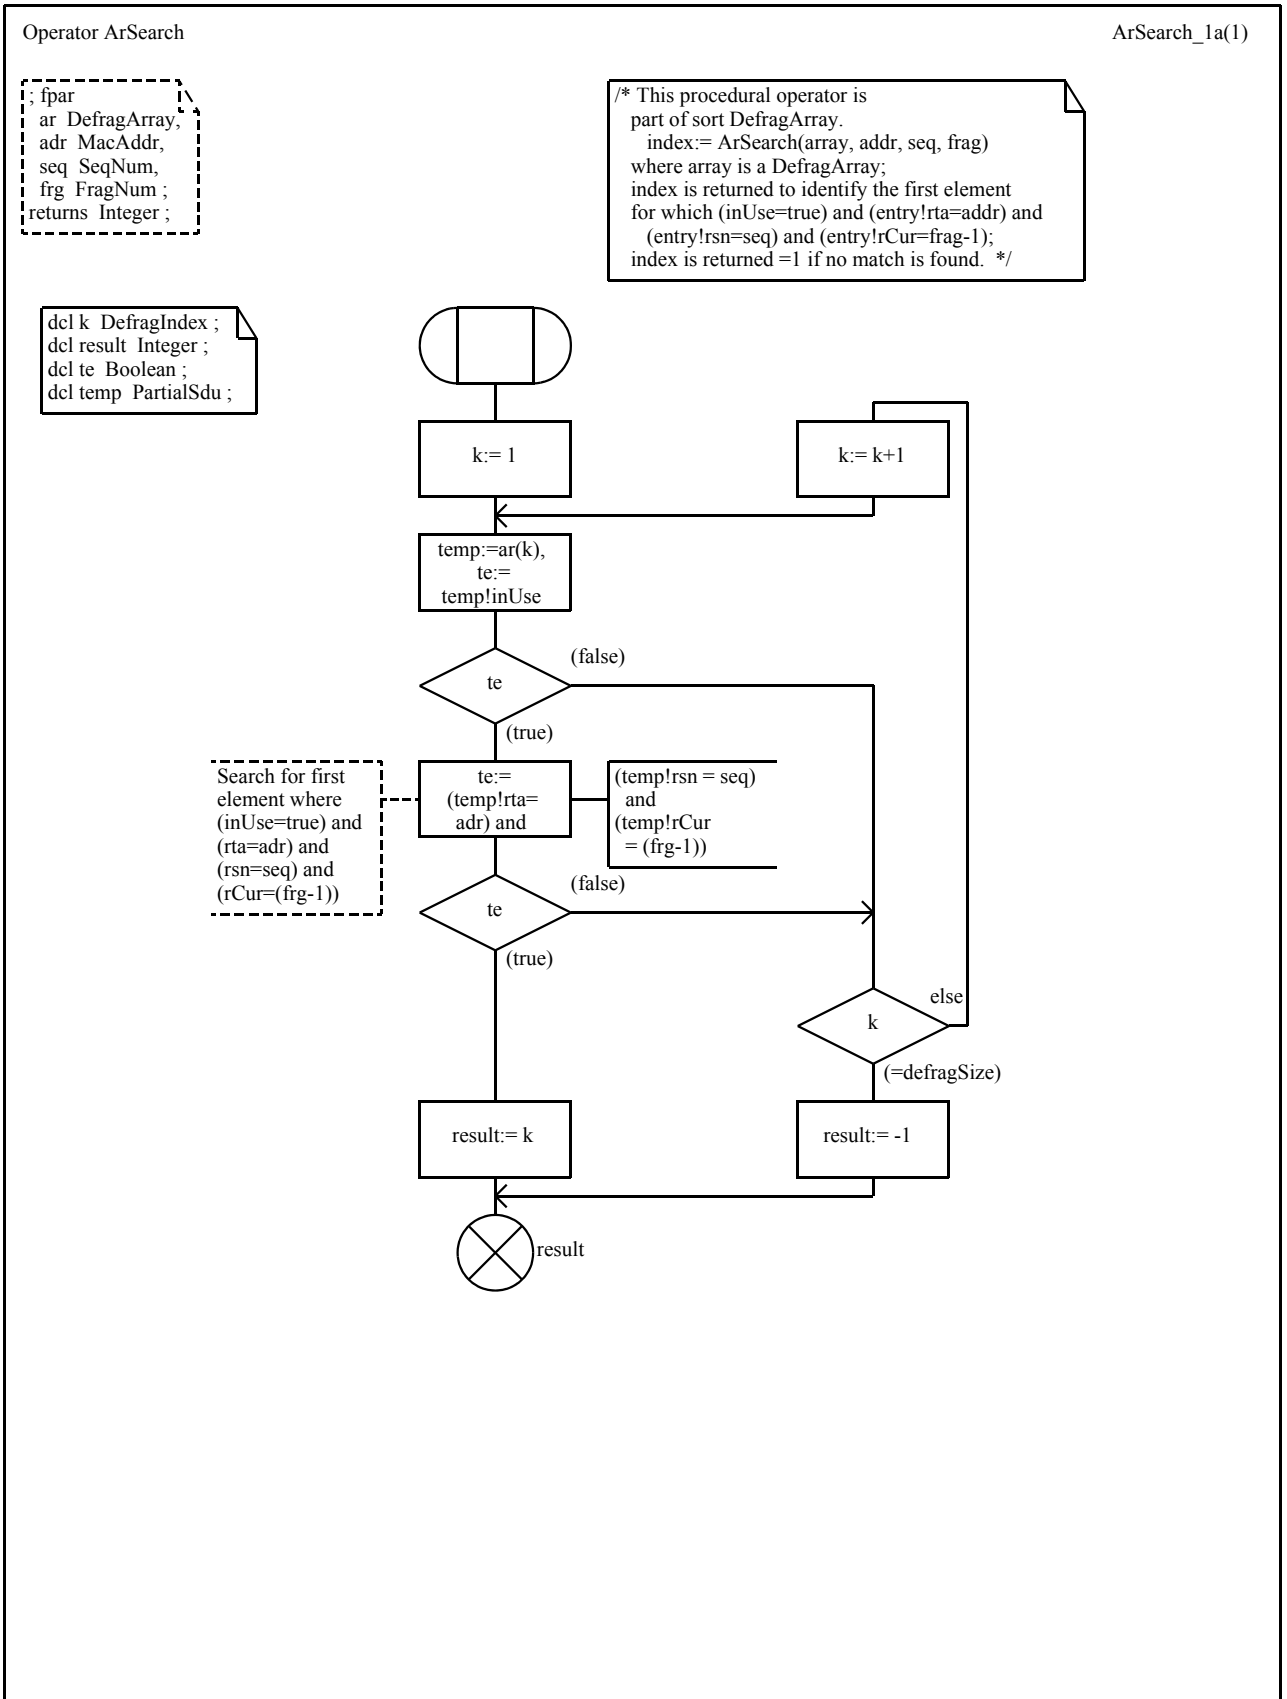 Operator ArSearch
ArSearch_1a(1)
; fpar
ar DefragArray,
adr MacAddr,
seq SeqNum,
frg FragNum ;
returns Integer ;
/* This procedural operator is
part of sort DefragArray.
index:= ArSearch(array, addr, seq, frag)
where array is a DefragArray;
index is returned to identify the first element
for which (inUse=true) and (entry!rta=addr) and
(entry!rsn=seq) and (entry!rCur=frag-1);
index is returned =1 if no match is found. */
dcl k DefragIndex ;
dcl result Integer ;
dcl te Boolean ;
dcl temp PartialSdu ;
k:= 1
k:= k+1
temp:=ar(k),
te:=
temp!inUse
te
(false)
(true)
Search for first
element where
(inUse=true) and
(rta=adr) and
(rsn=seq) and
(rCur=(frg-1))
te:=
(temp!rta=
adr) and
(temp!rsn = seq)
and
(temp!rCur
= (frg-1))
te
(false)
(true)
k
else
(=defragSize)
result:= k
result:= -1
result